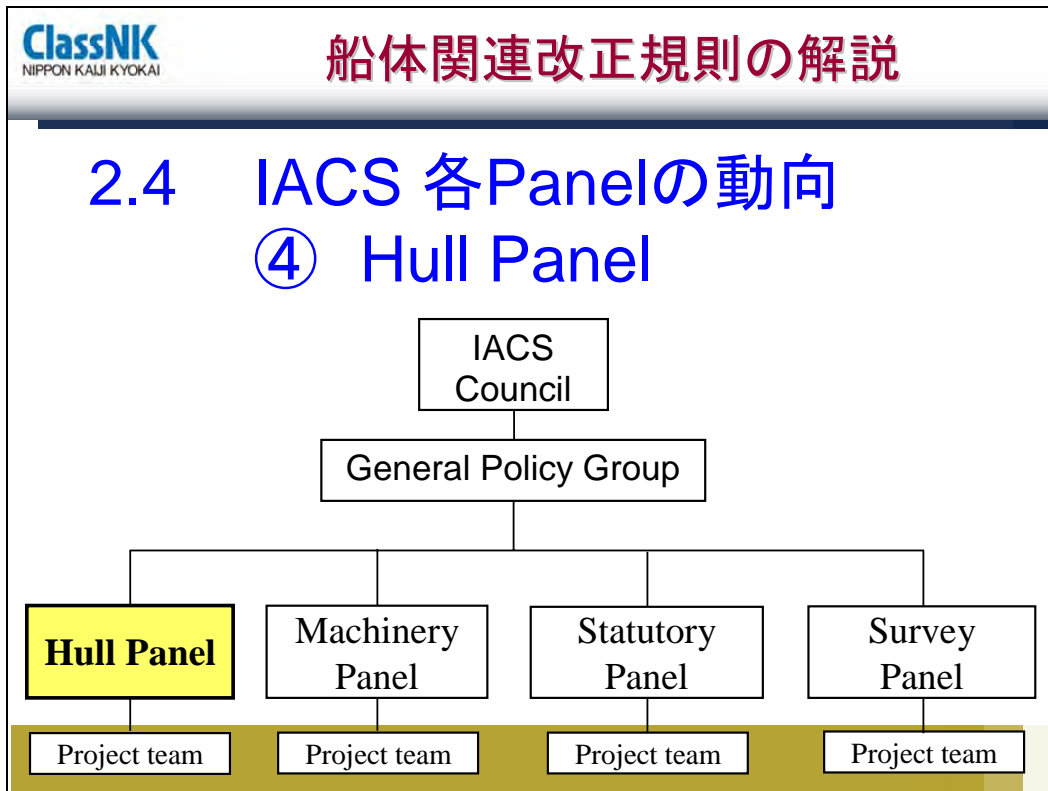 ClassNK
NIPPON KAIJI KYOKAI
船体関連改正規則の解説
2.4 IACS 各Panelの動向
④ Hull Panel
IACS
Council
General Policy Group
Hull Panel
Machinery
Panel
Statutory
Panel
Survey
Panel
Project team
Project team
Project team
Project team